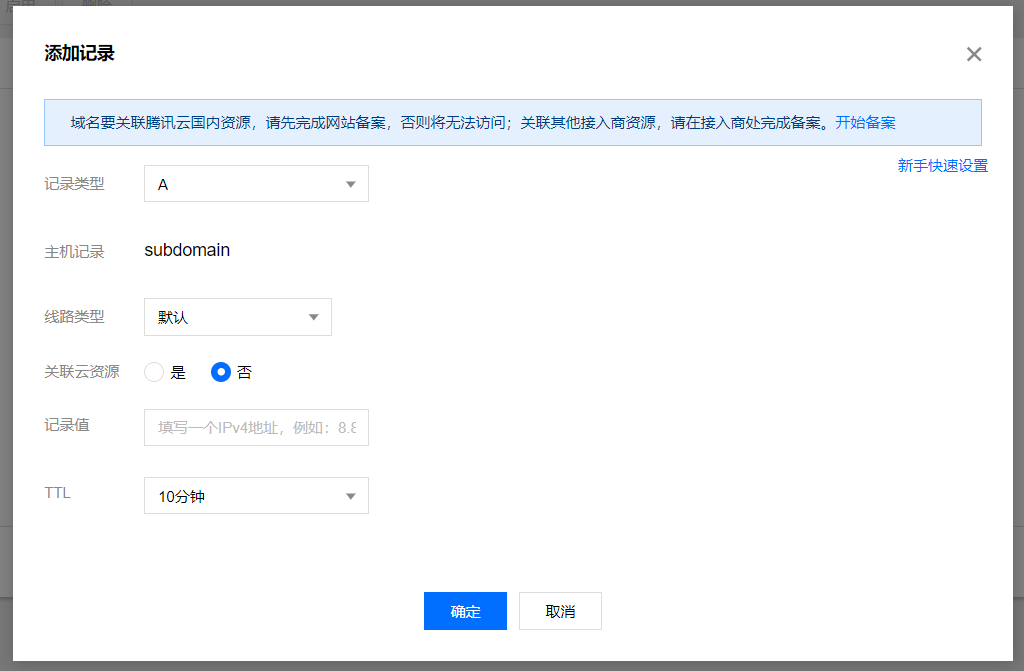 添加记录
域名要关联腾讯云国内资源，请先完成网站备案，否则将无法访问；关联其他接入商资源，请在接入商处完成备案。开始备案
新手快速设置
记录类型 A
主机记录 subdomain
线路类型 默认
关联云资源 是 否
记录值 填写一个IPv4地址，例如：8.8
TTL 10分钟
确定 取消